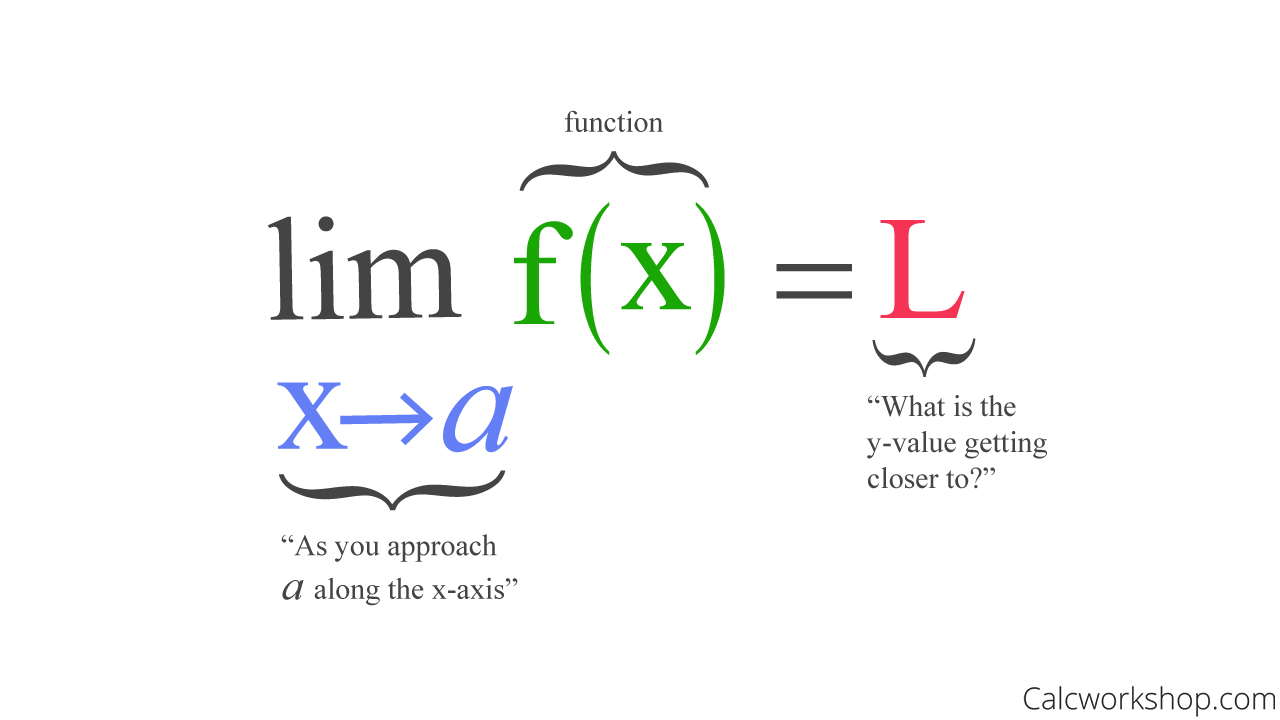 function
lim f(x) = L
x→a
“What is the
y-value getting
closer to?”
“As you approach
a along the x-axis”
Calcworkshop.com